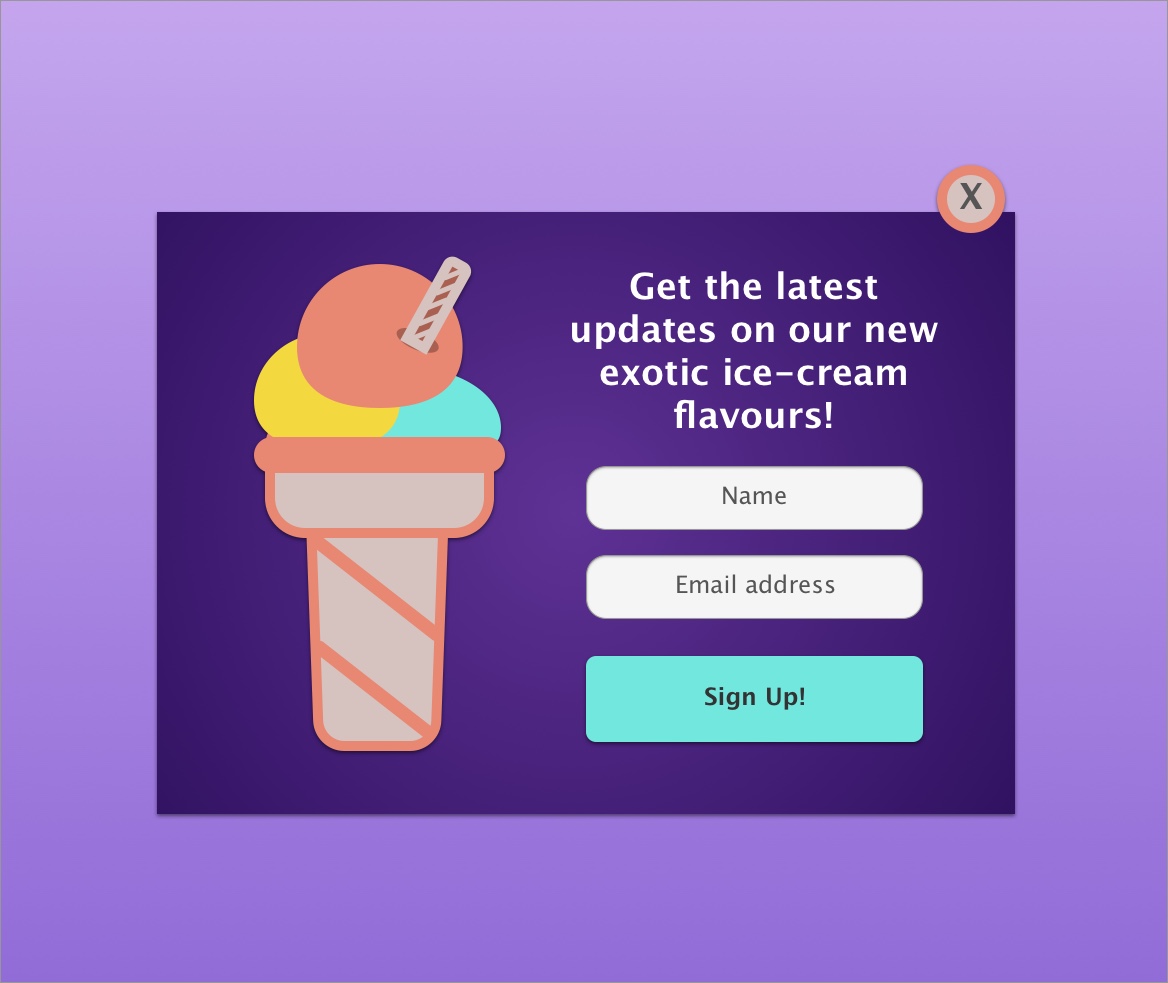 X
Get the latest
updates on our new
exotic ice-cream
flavours!
Name
Email address
Sign Up!